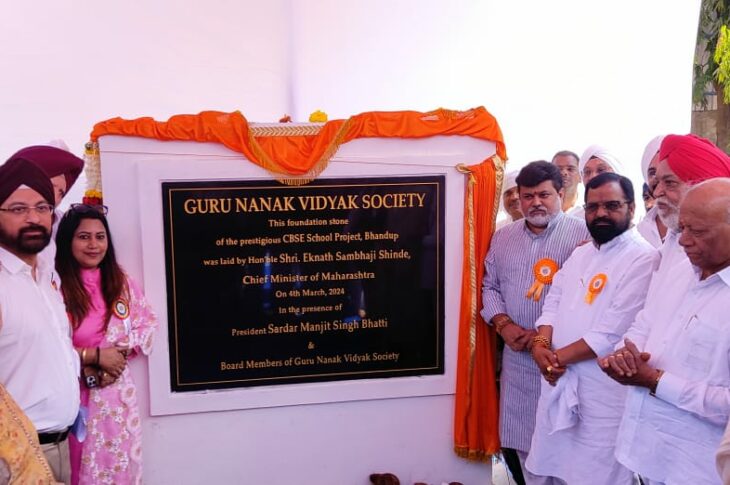 GURU NANAK VIDYAK SOCIETY
This foundation stone
of the prestigious CBSE School Project, Bhandup
was laid by Hon'ble Shri. Eknath Sambhaji Shinde,
Chief Minister of Maharashtra
On 4th March, 2024
In the presence of
President Sardar Manjit Singh Bhatti
&
Board Members of Guru Nanak Vidyak Society